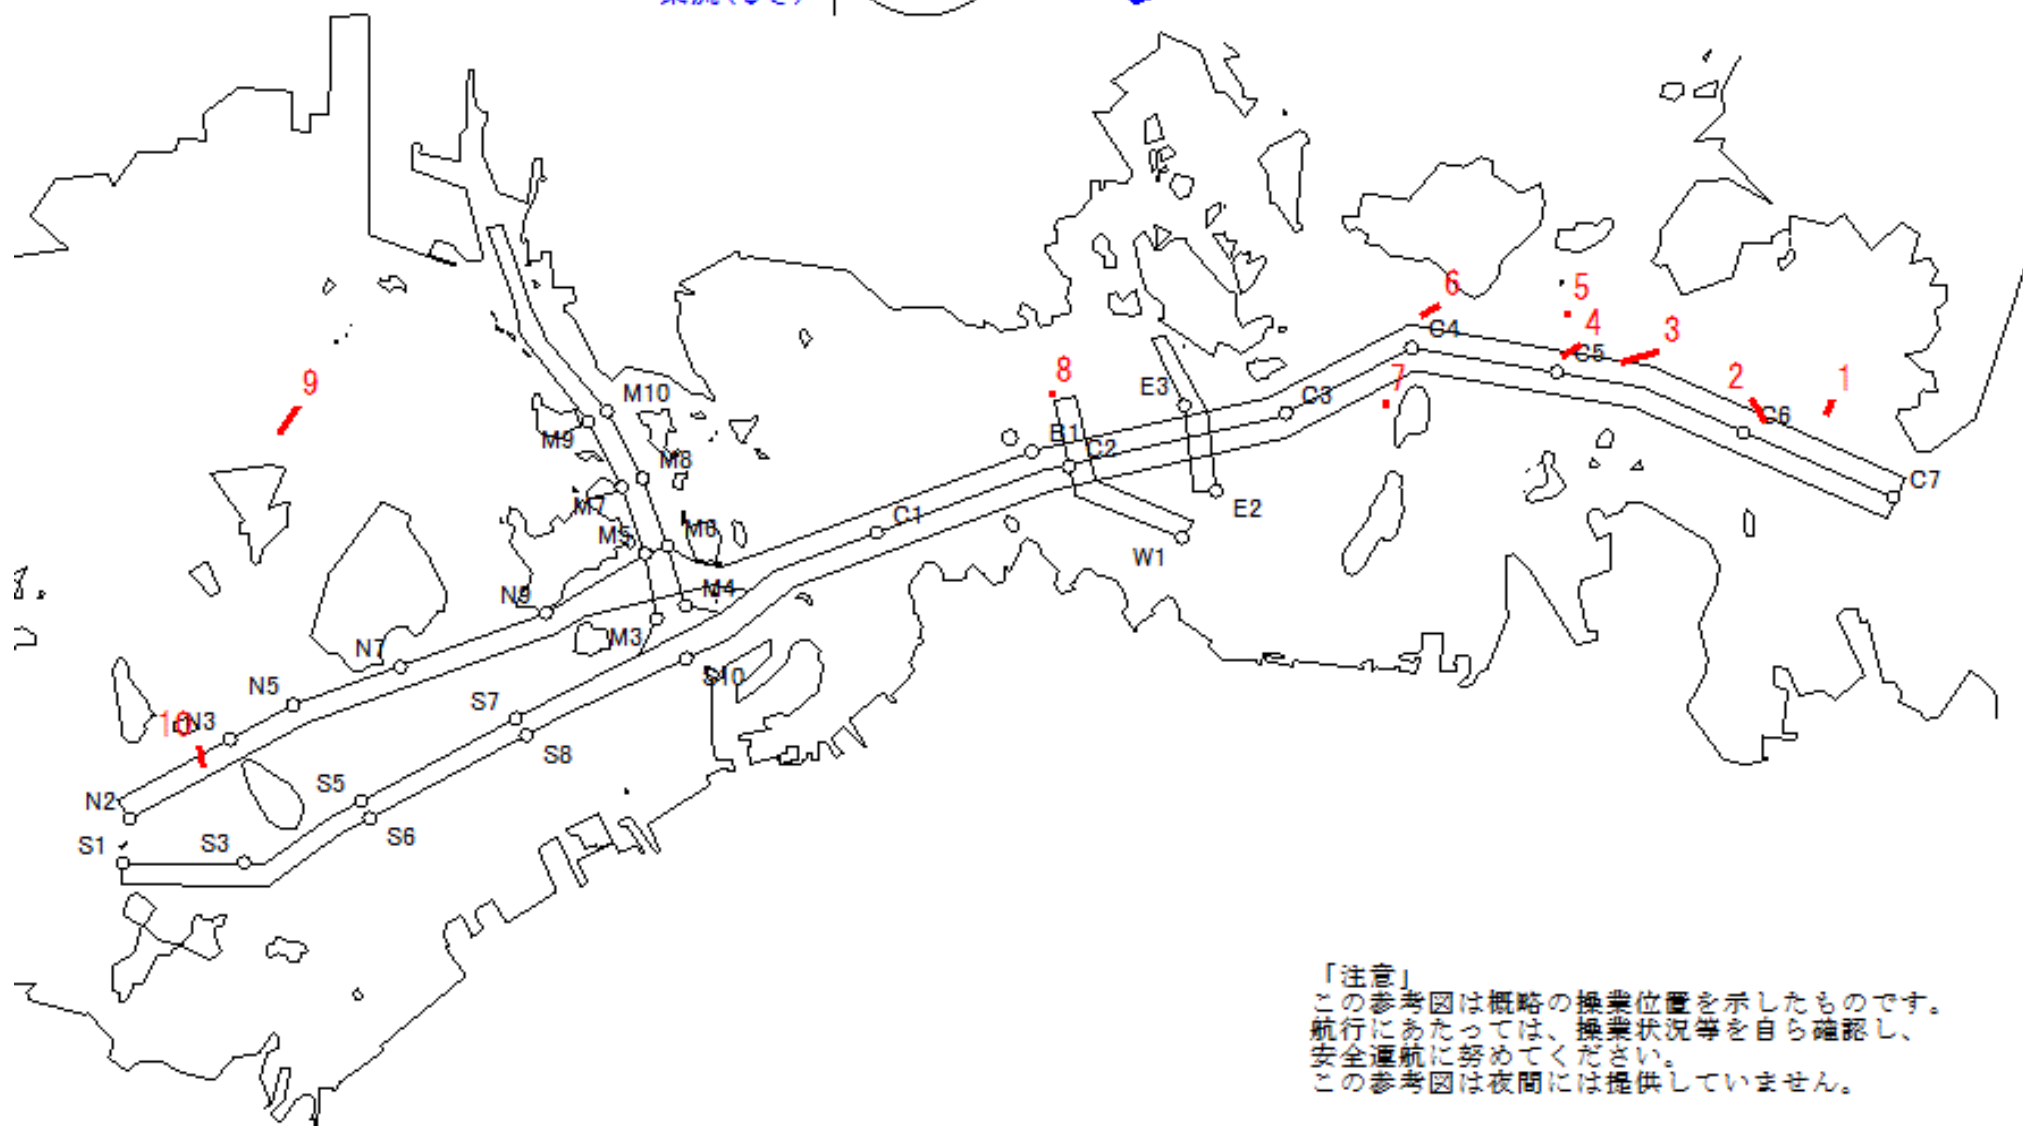 6
5
C4
4
C5
3
E3
8
7
C3
2
1
C6
9
M10
M9
B1
C2
M8
C7
E2
M7
C1
M5
M6
W1
N9
M4
M3
N7
S10
N5
S7
10
N3
S8
S5
N2
S6
S1
S3
「注意」
この参考図は概略の操業位置を示したものです。
航行にあたっては、操業状況等を自ら確認し、
安全運航に努めてください。
この参考図は夜間には提供していません。